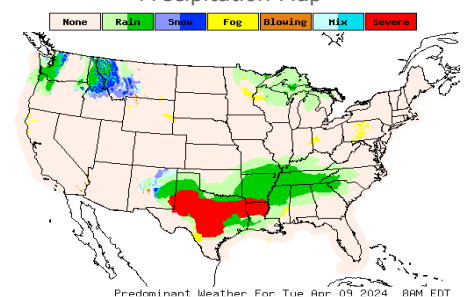 Precipitation Map
None Rain Snow Fog Blowing Mix Severe
Predominant Weather For Tue Apr 09 2024 8AM EDT